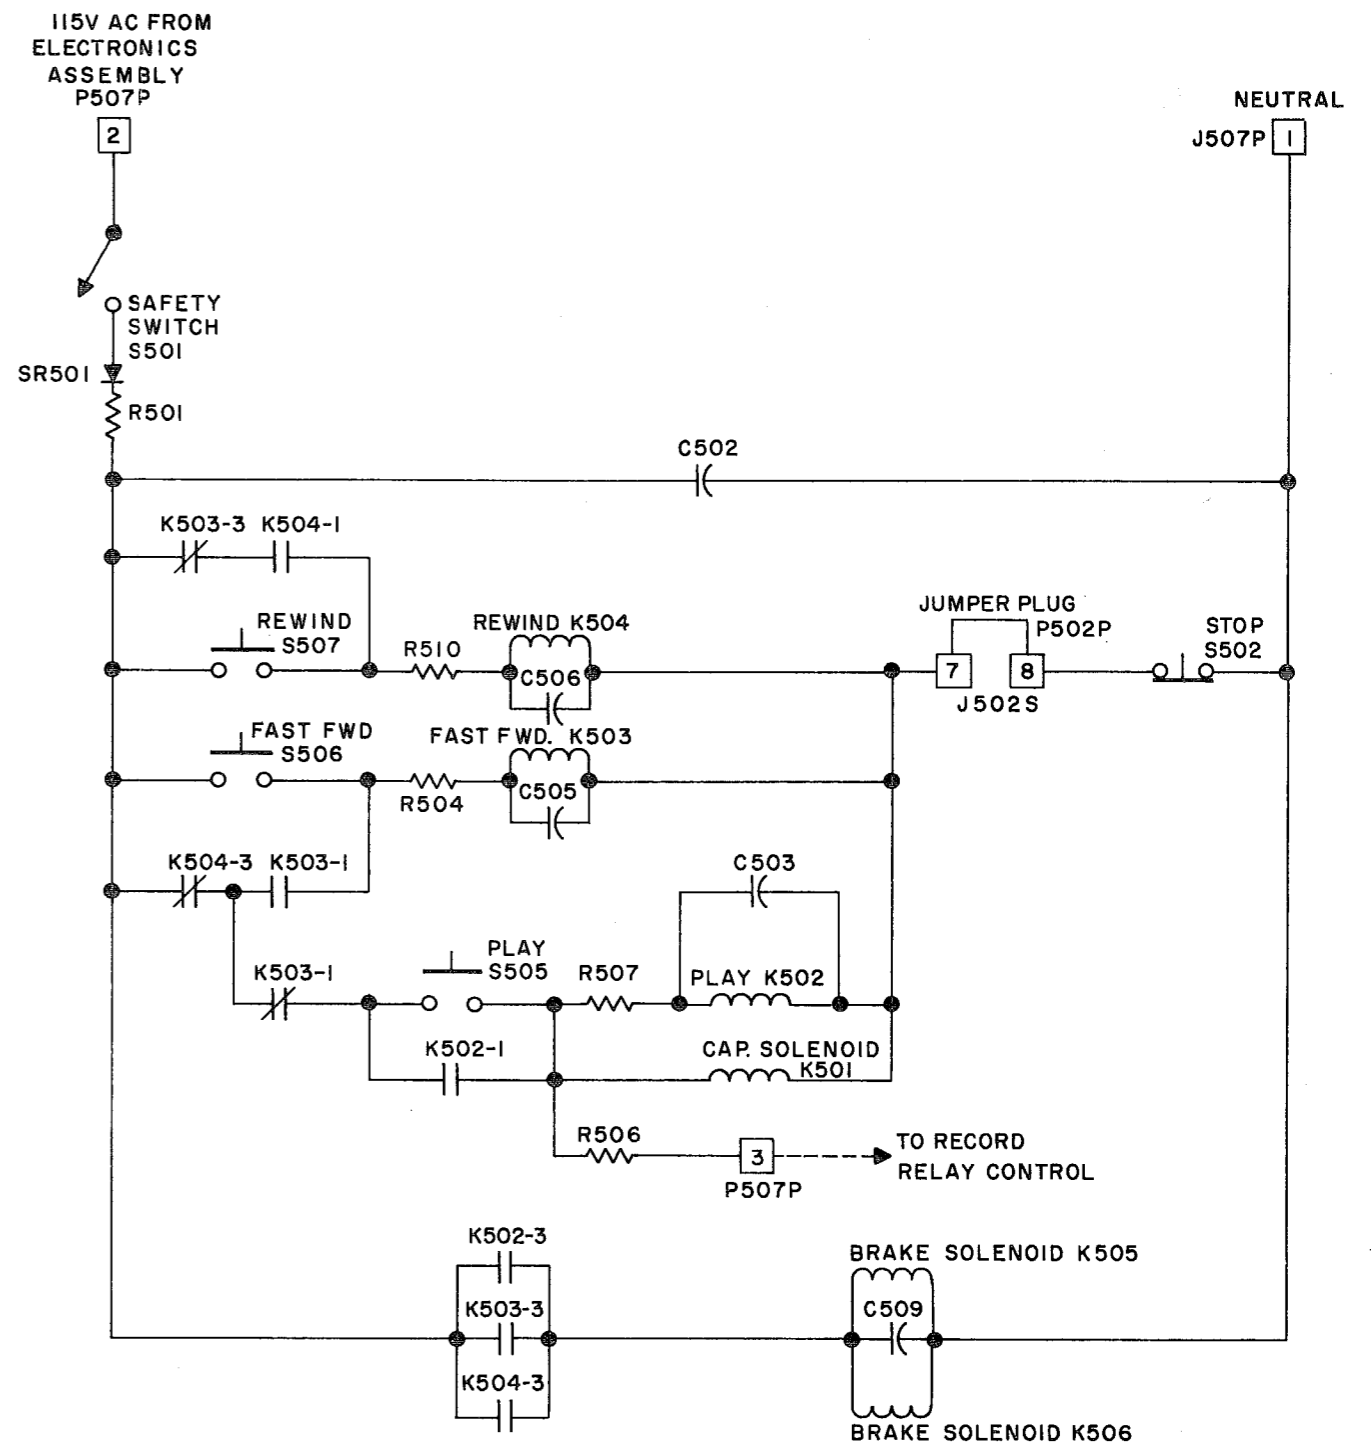 115V AC FROM
ELECTRONICS
ASSEMBLY
P507P
2
NEUTRAL
J507P 1
SAFETY
SWITCH
S501
SR501
R501
C502
K503-3 K504-1
REWIND
S507
R510
REWIND K504
C506
JUMPER PLUG
P502P
7 8
J502S
STOP
S502
FAST FWD
S506
R504
FAST FWD. K503
C505
K504-3 K503-1
C503
K503-1
PLAY
S505
R507
PLAY K502
K502-1
CAP. SOLENOID
K501
R506
3
P507P
TO RECORD
RELAY CONTROL
K502-3
K503-3
K504-3
BRAKE SOLENOID K505
C509
BRAKE SOLENOID K506